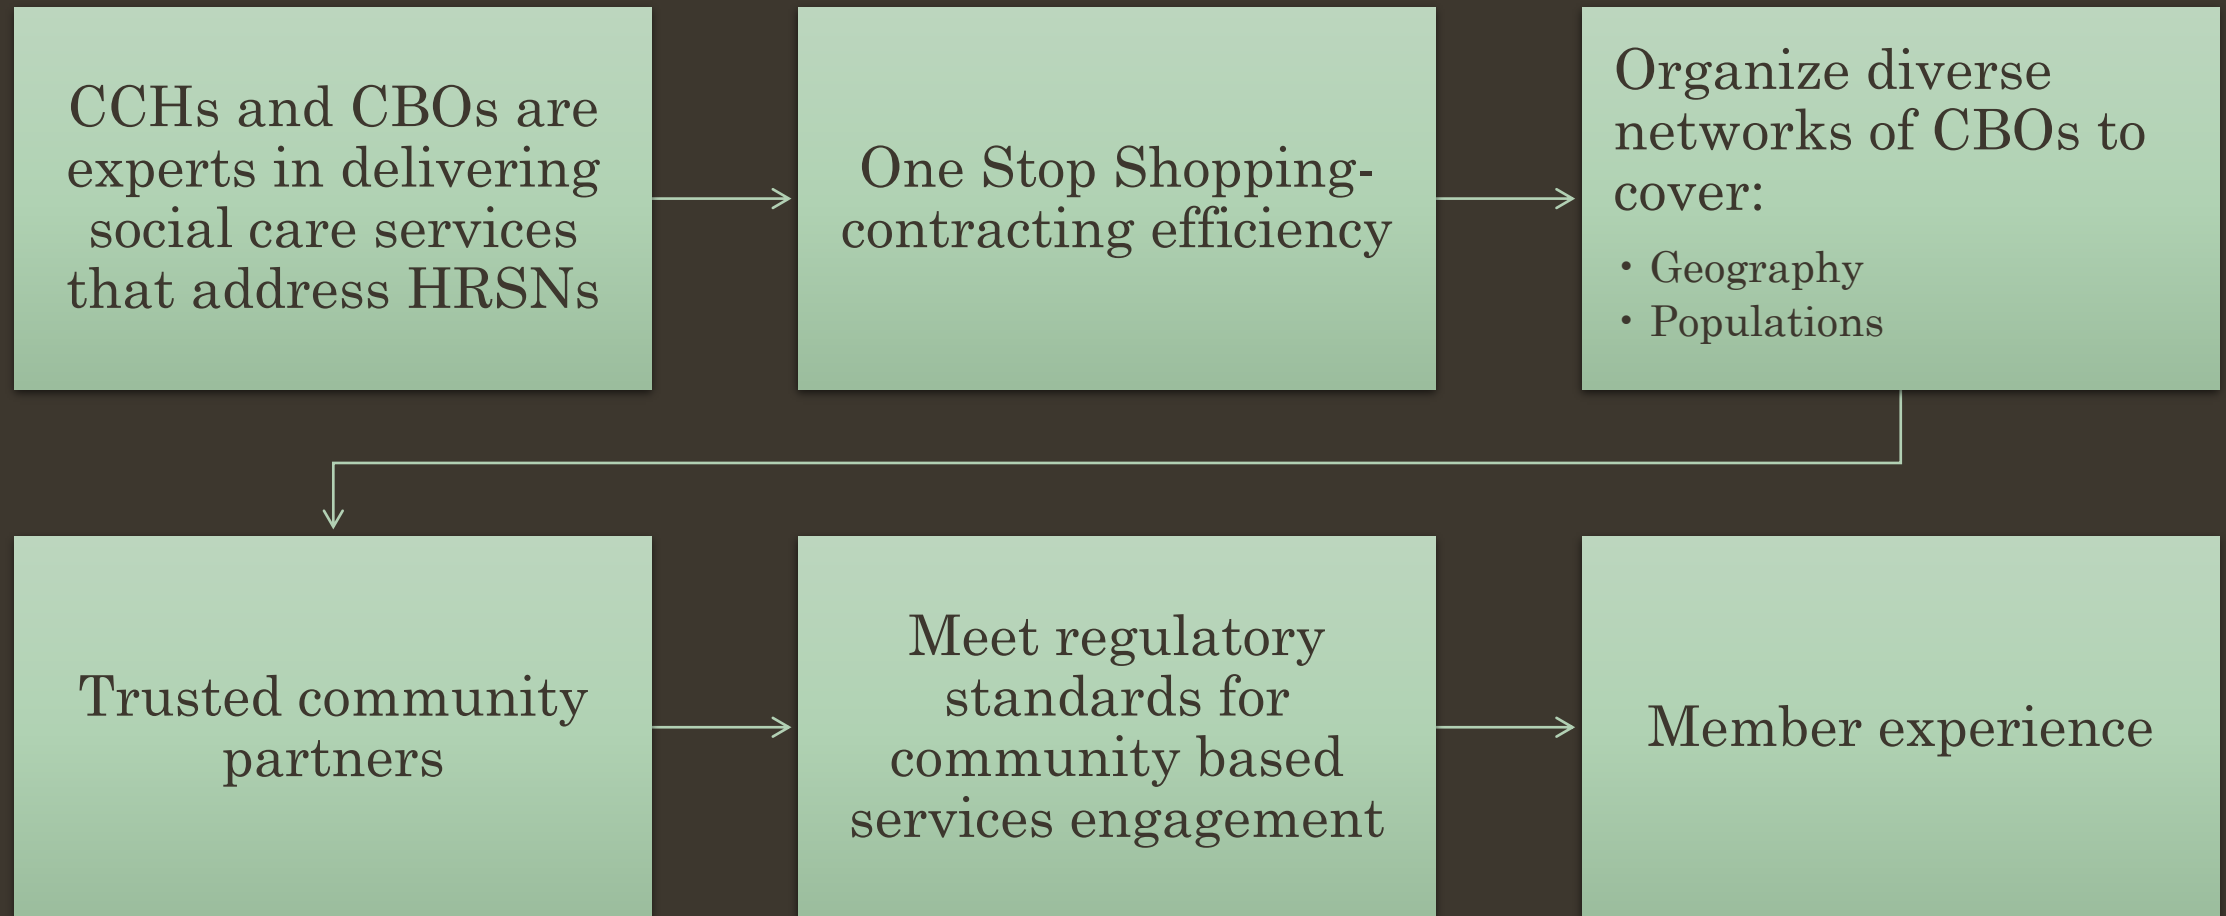 CCHs and CBOs are
experts in delivering
social care services
that address HRSNs
One Stop Shopping-
contracting efficiency
Organize diverse
networks of CBOs to
cover:
• Geography
• Populations
Trusted community
partners
Meet regulatory
standards for
community based
services engagement
Member experience